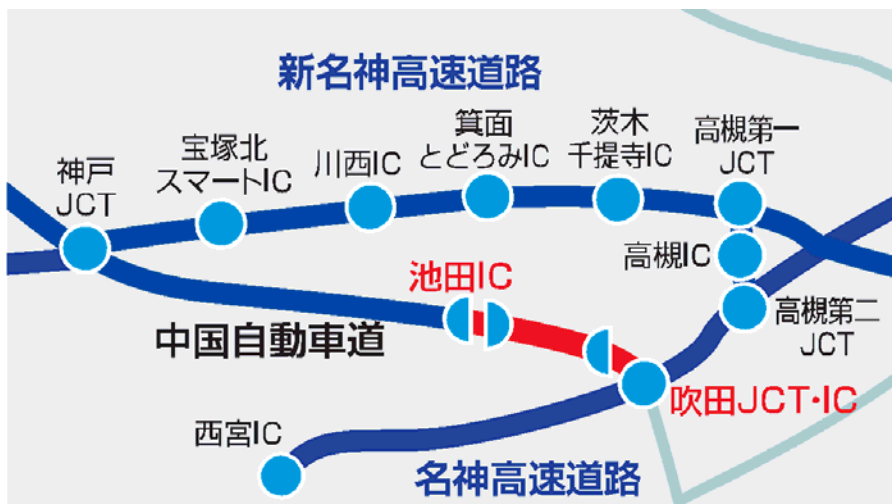 新名神高速道路
神戸
JCT
宝塚北
スマートIC
川西IC
箕面
とどろみIC
茨木
千提寺IC
高槻第一
JCT
高槻IC
池田IC
高槻第二
JCT
中国自動車道
吹田JCT・IC
西宮IC
名神高速道路